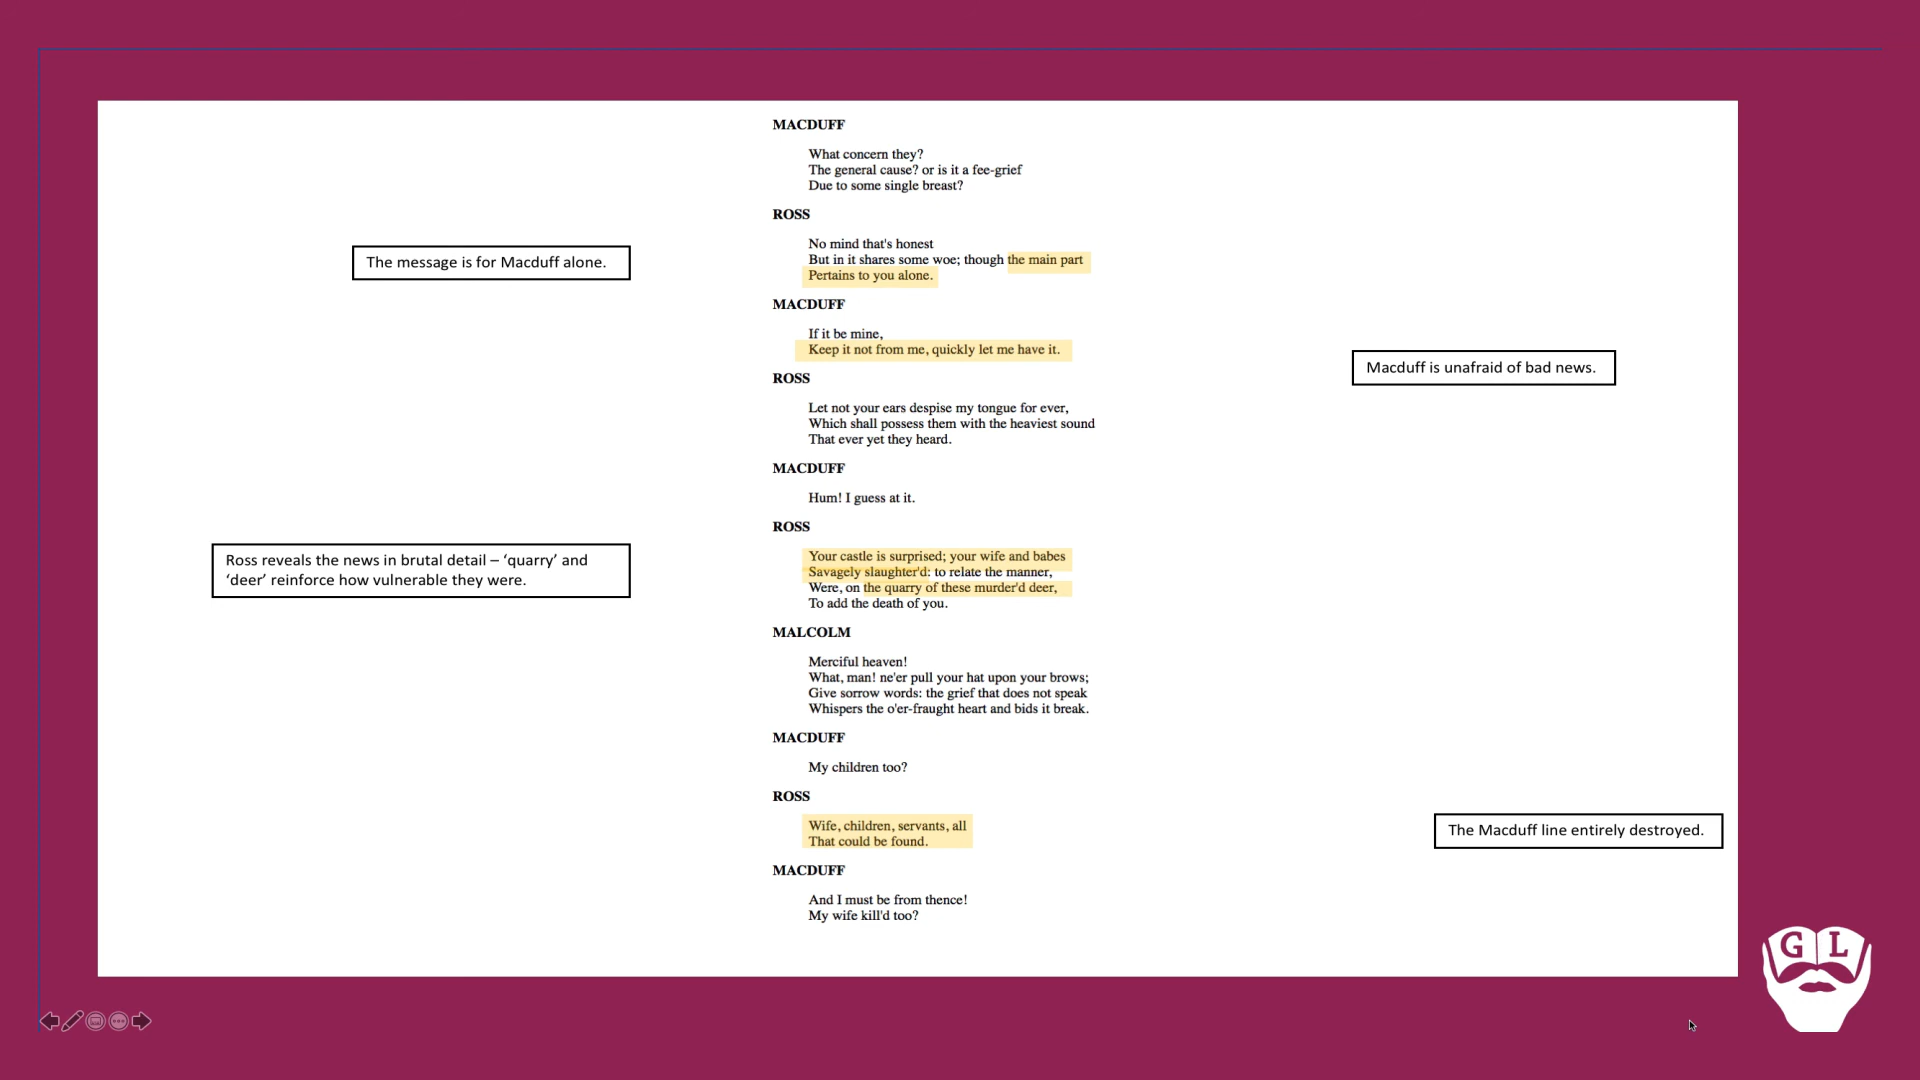 MACDUFF
What concern they?
The general cause? or is it a fee-grief
Due to some single breast?
ROSS
No mind that's honest
But in it shares some woe; though the main part
Pertains to you alone.
The message is for Macduff alone.
MACDUFF
If it be mine,
Keep it not from me, quickly let me have it.
Macduff is unafraid of bad news.
ROSS
Let not your ears despise my tongue for ever,
Which shall possess them with the heaviest sound
That ever yet they heard.
MACDUFF
Hum! I guess at it.
ROSS
Your castle is surprised; your wife and babes
Savagely slaughter'd: to relate the manner,
Were, on the quarry of these murder'd deer,
To add the death of you.
Ross reveals the news in brutal detail – ‘quarry’ and
‘deer’ reinforce how vulnerable they were.
MALCOLM
Merciful heaven!
What, man! ne'er pull your hat upon your brows;
Give sorrow words: the grief that does not speak
Whispers the o'er-fraught heart and bids it break.
MACDUFF
My children too?
ROSS
Wife, children, servants, all
That could be found.
The Macduff line entirely destroyed.
MACDUFF
And I must be from thence!
My wife kill'd too?
G L